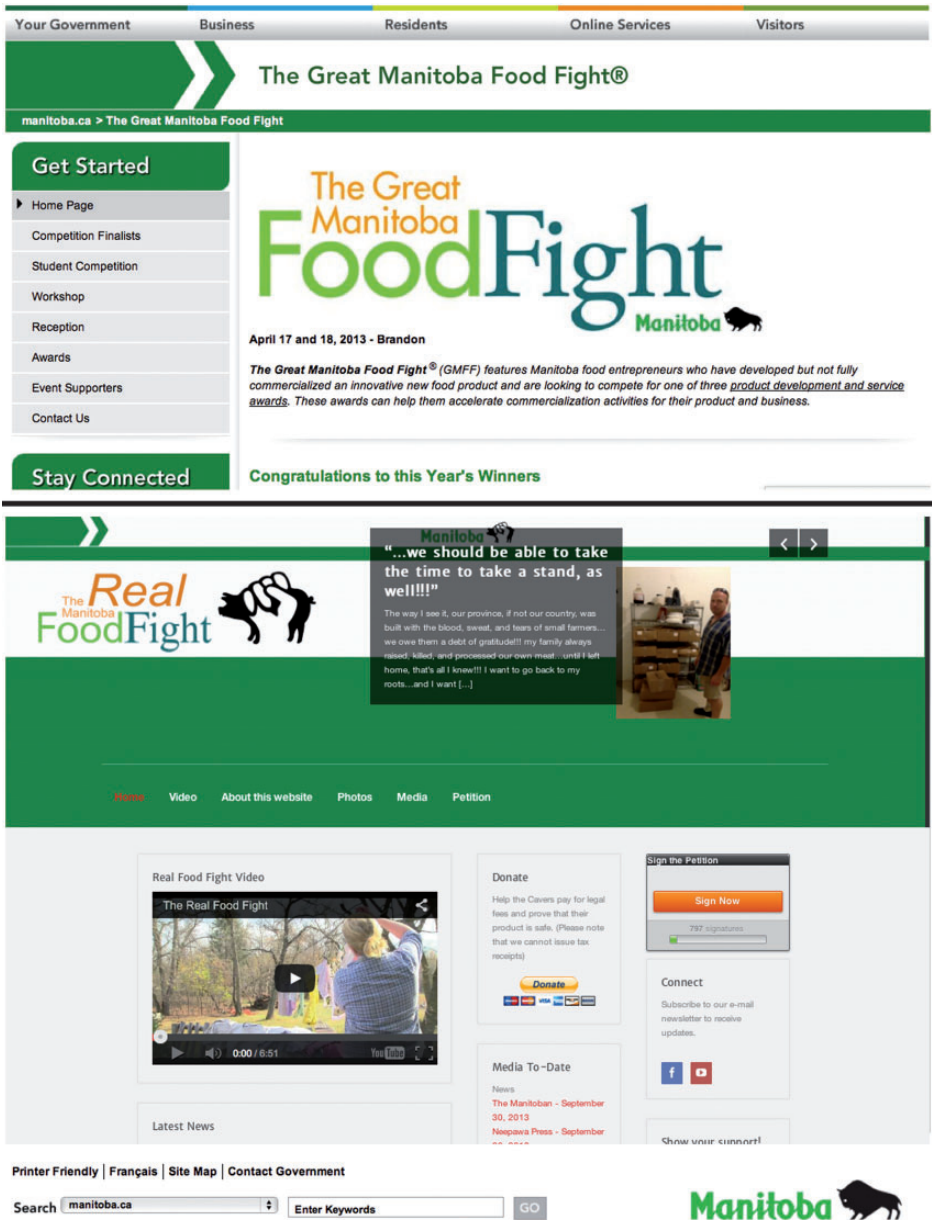 Your Government Business Residents Online Services Visitors
The Great Manitoba Food Fight®
manitoba.ca > The Great Manitoba Food Fight
Get Started
Home Page
Competition Finalists
Student Competition
Workshop
Reception
Awards
Event Supporters
Contact Us
Stay Connected
The Great
Manitoba
FoodFight
Manitoba
April 17 and 18, 2013 - Brandon
The Great Manitoba Food Fight® (GMFF) features Manitoba food entrepreneurs who have developed but not fully
commercialized an innovative new food product and are looking to compete for one of three product development and service
awards. These awards can help them accelerate commercialization activities for their product and business.
Congratulations to this Year's Winners
Manitoba
The Real
Manitoba
FoodFight
"...we should be able to take
the time to take a stand, as
well!!!"
The way I see it, our province, if not our country, was
built with the blood, sweat, and tears of small farmers...
we owe them a debt of gratitude!!! my family always
raised, killed, and processed our own meat...until I left
home, that's all I knew!!! I want to go back to my
roots...and I want [...]
Home Video About this website Photos Media Petition
Real Food Fight Video
The Real Food Fight
0:00 / 6:51 YouTube
Latest News
Donate
Help the Cavers pay for legal
fees and prove that their
product is safe. (Please note
that we cannot issue tax
receipts)
Donate
VISA
Media To-Date
News
The Manitoban - September
30, 2013
Neepawa Press - September
Sign the Petition
Sign Now
797 signatures
Connect
Subscribe to our e-mail
newsletter to receive
updates.
f
Show your support!
Printer Friendly | Français | Site Map | Contact Government
Search manitoba.ca Enter Keywords GO
Manitoba